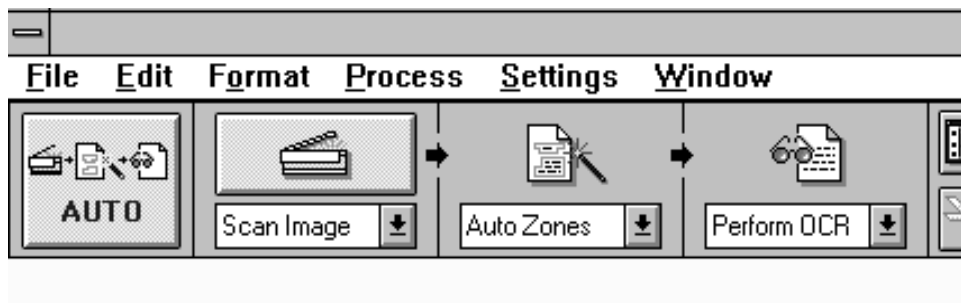 File Edit Format Process Settings Window
AUTO
Scan Image Auto Zones Perform OCR